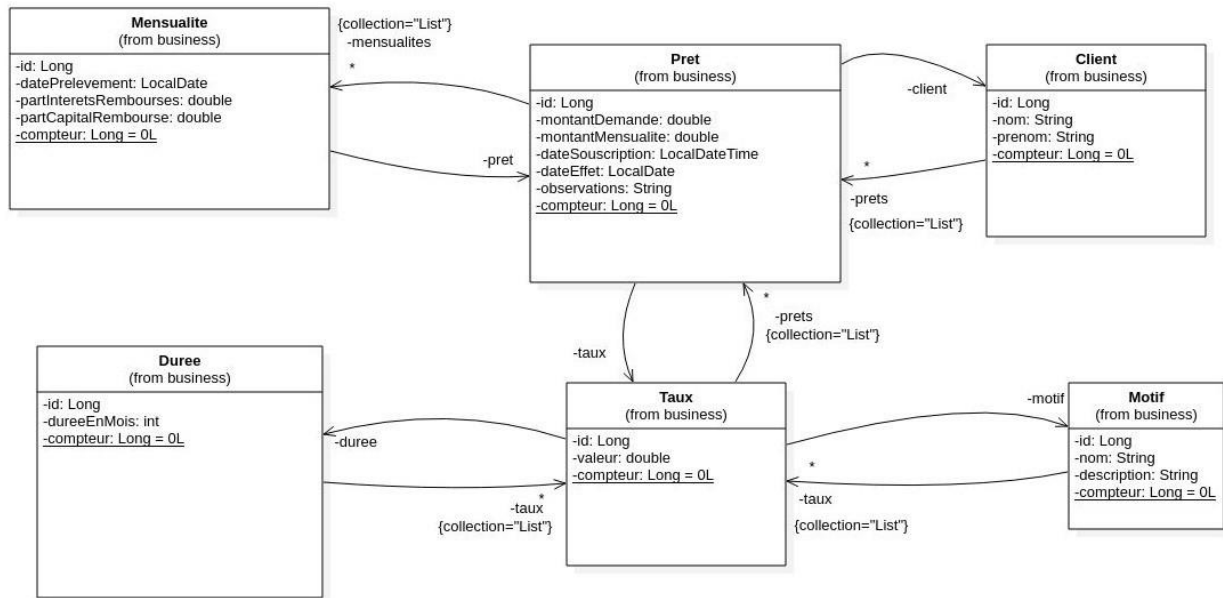 Mensualite
(from business)
-id: Long
-datePrelevement: LocalDate
-partInteretsRembourses: double
-partCapitalRembourse: double
-compteur: Long = 0L
{collection="List"}
-mensualites
*
-pret
Pret
(from business)
-id: Long
-montantDemande: double
-montantMensualite: double
-dateSouscription: LocalDateTime
-dateEffet: LocalDate
-observations: String
-compteur: Long = 0L
-client
*
-prets
{collection="List"}
Client
(from business)
-id: Long
-nom: String
-prenom: String
-compteur: Long = 0L
-taux
*
-prets
{collection="List"}
Duree
(from business)
-id: Long
-dureeEnMois: int
-compteur: Long = 0L
-duree
*
-taux
{collection="List"}
Taux
(from business)
-id: Long
-valeur: double
-compteur: Long = 0L
-motif
*
-taux
{collection="List"}
Motif
(from business)
-id: Long
-nom: String
-description: String
-compteur: Long = 0L